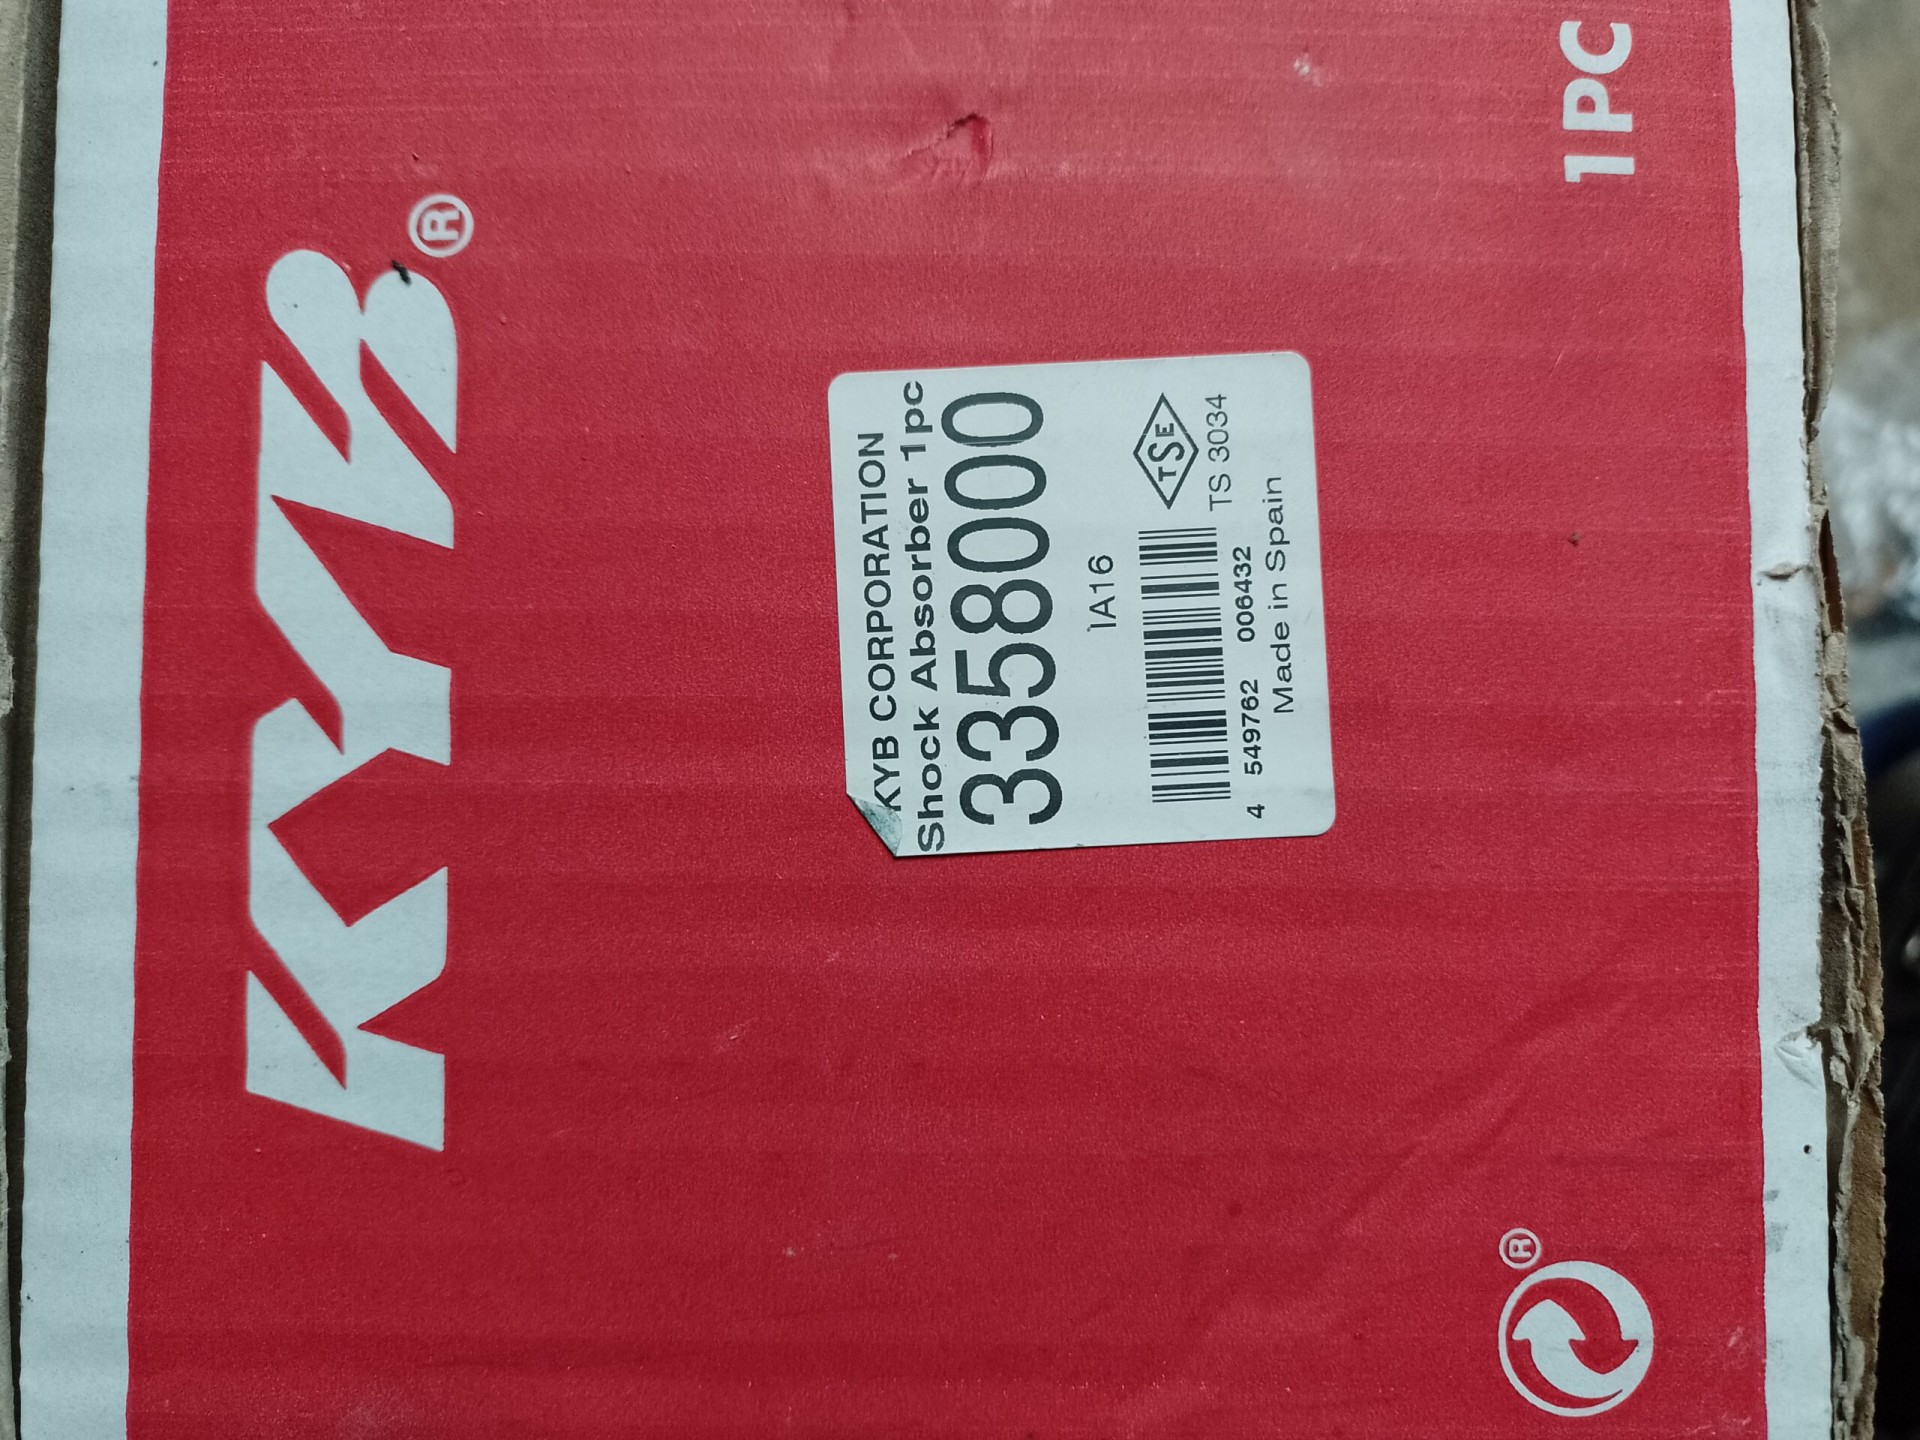 KYB®
KYB CORPORATION
Shock Absorber 1pc
3358000
IA16
TSE
TS 3034
4 549762 006432
Made in Spain
®
1PC